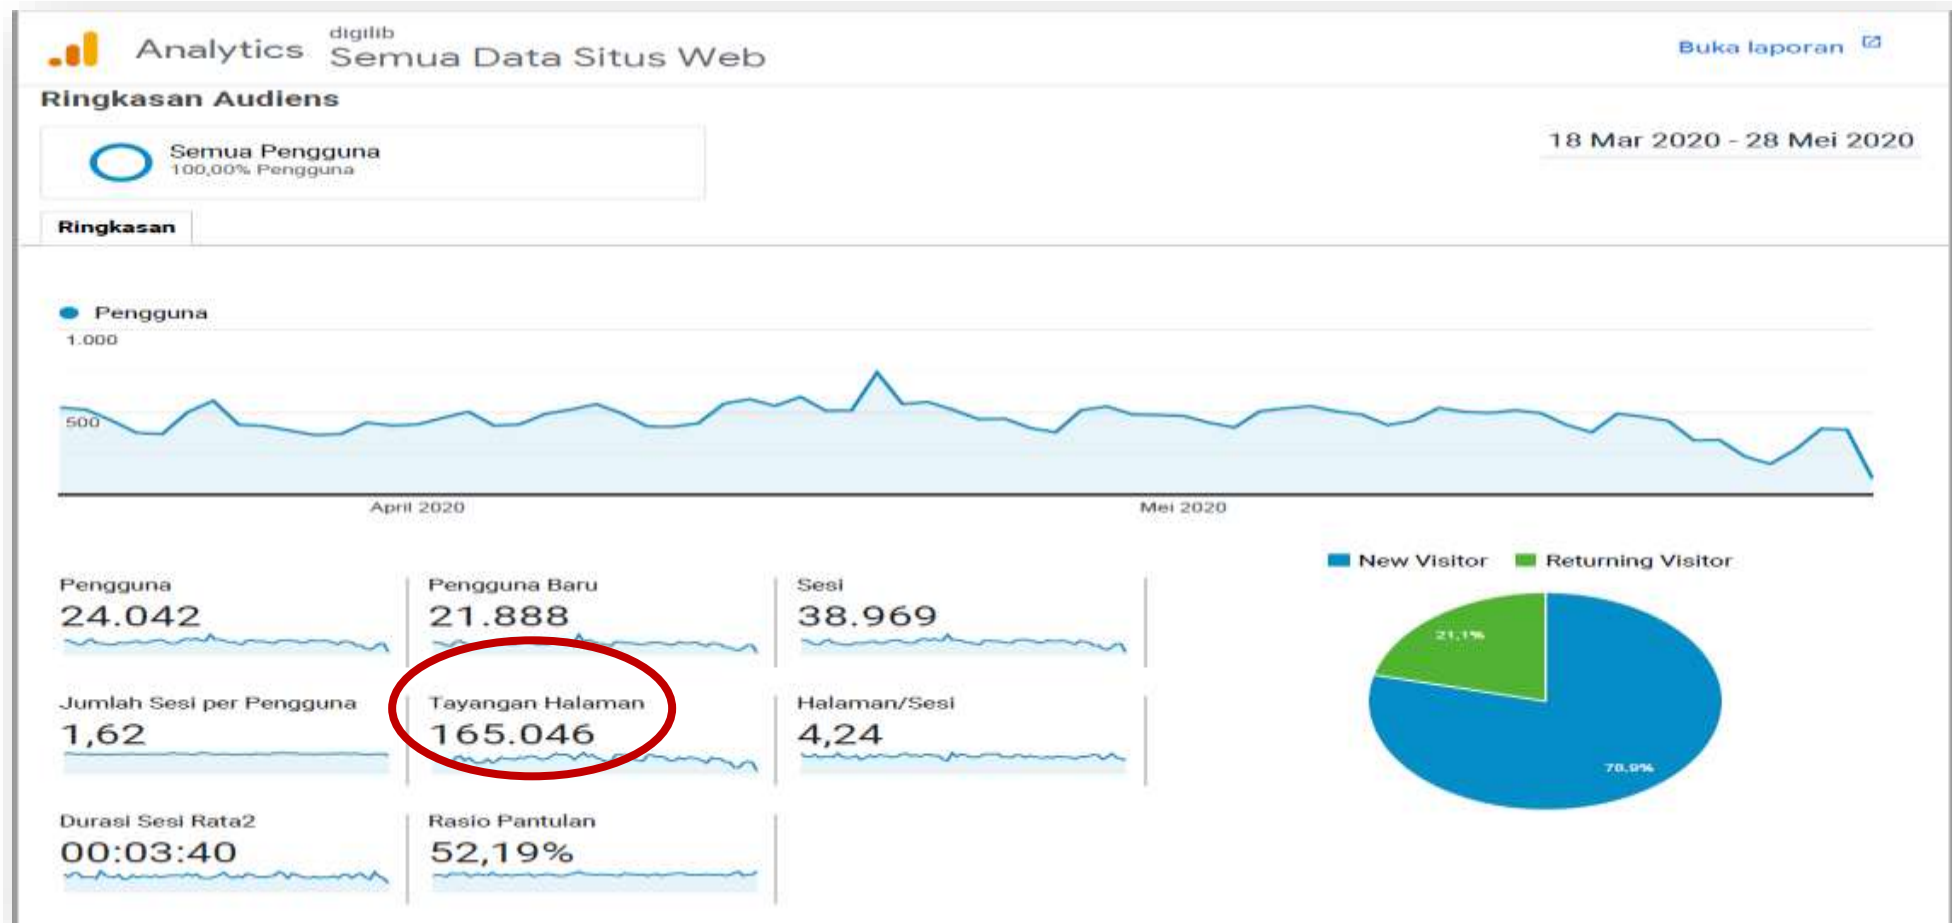 digilib
Analytics Semua Data Situs Web
Buka laporan
Ringkasan Audiens
Semua Pengguna
100,00% Pengguna
18 Mar 2020 - 28 Mei 2020
Ringkasan
Pengguna
1.000
500
April 2020
Mei 2020
New Visitor
Returning Visitor
21,1%
78,9%
Pengguna
24.042
Pengguna Baru
21.888
Sesi
38.969
Jumlah Sesi per Pengguna
1,62
Tayangan Halaman
165.046
Halaman/Sesi
4,24
Durasi Sesi Rata2
00:03:40
Rasio Pantulan
52,19%